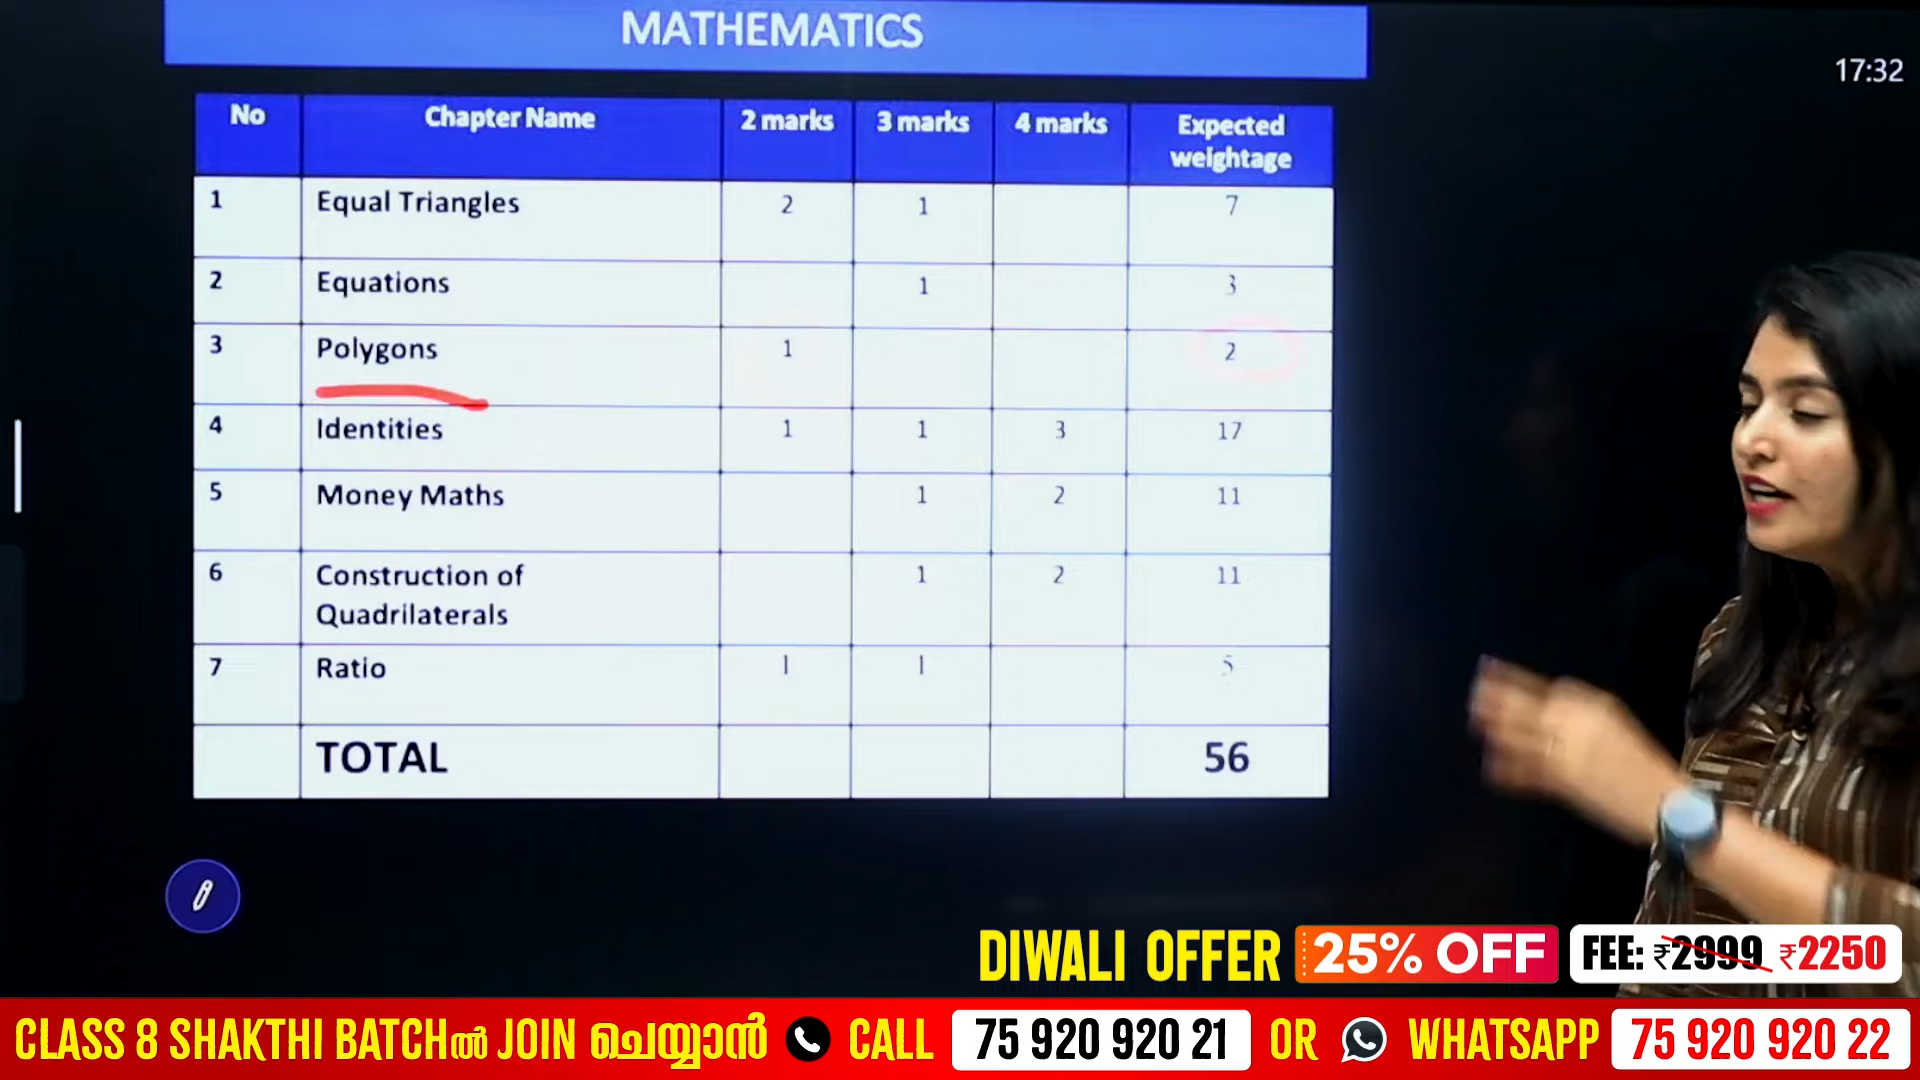 MATHEMATICS
17:32
No Chapter Name 2 marks 3 marks 4 marks Expected weightage
1 Equal Triangles 2 1 7
2 Equations 1 3
3 Polygons 1 2
4 Identities 1 1 3 17
5 Money Maths 1 2 11
6 Construction of Quadrilaterals 1 2 11
7 Ratio 1 1 5
TOTAL 56
DIWALI OFFER 25% OFF FEE: ₹2999 ₹2250
CLASS 8 SHAKTHI BATCHൽ JOIN ചെയ്യാൻ CALL 75 920 920 21 OR WHATSAPP 75 920 920 22